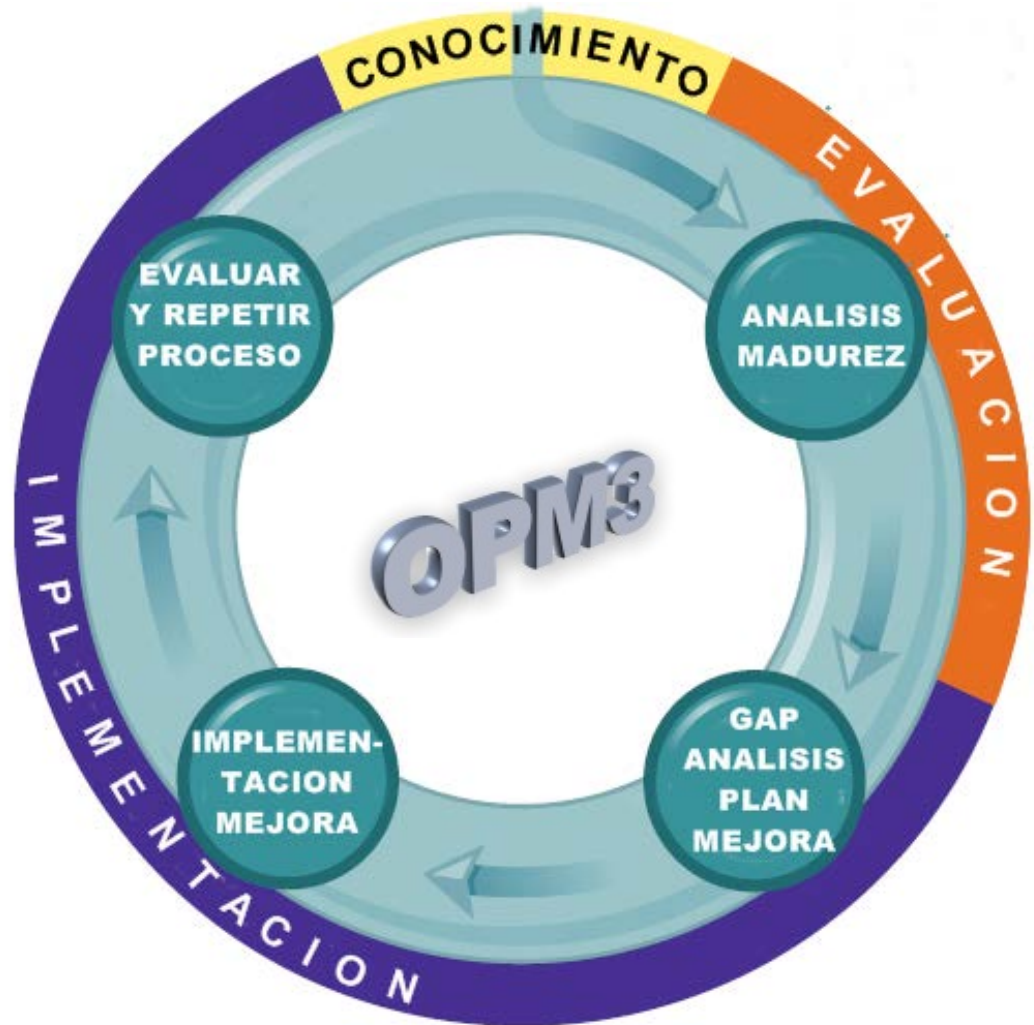 CONOCIMIENTO
EVALUACION
ANALISIS
MADUREZ
GAP
ANALISIS
PLAN
MEJORA
IMPLEMEN-
TACION
MEJORA
EVALUAR
Y REPETIR
PROCESO
IMPLEMENTACION
OPM3